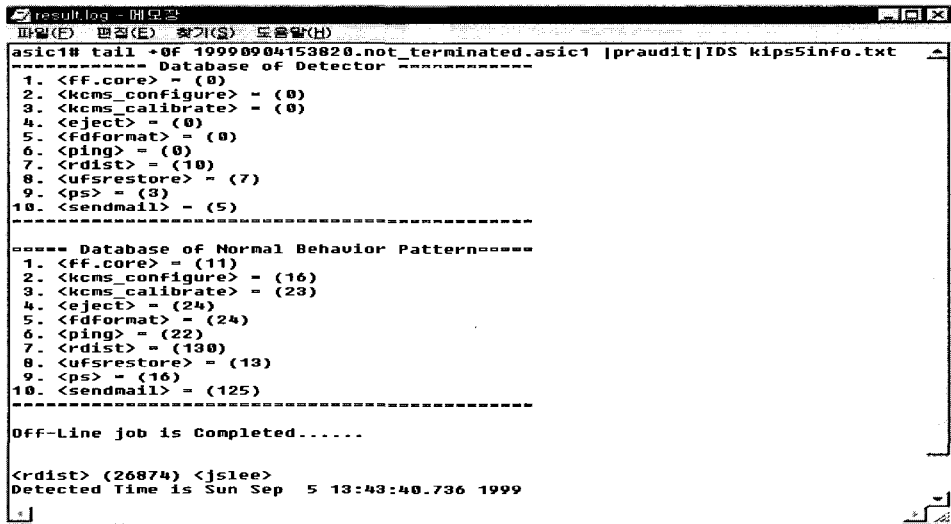 result.log - 메모장
파일(F) 편집(E) 찾기(S) 도움말(H)
asic1# tail +0f 19990904153820.not_terminated.asic1 |praudit|IDS kips5info.txt
------------ Database of Detector ------------
1. <ff.core> = (0)
2. <kcms_configure> = (0)
3. <kcms_calibrate> = (0)
4. <eject> = (0)
5. <fdformat> = (0)
6. <ping> = (0)
7. <rdist> = (10)
8. <ufsrestore> = (7)
9. <ps> = (3)
10. <sendmail> = (5)
===== Database of Normal Behavior Pattern=====
1. <ff.core> = (11)
2. <kcms_configure> = (16)
3. <kcms_calibrate> = (23)
4. <eject> = (24)
5. <fdformat> = (24)
6. <ping> = (22)
7. <rdist> = (130)
8. <ufsrestore> = (13)
9. <ps> = (16)
10. <sendmail> = (125)
Off-Line job is Completed......
<rdist> (26874) <jslee>
Detected Time is Sun Sep 5 13:43:40.736 1999